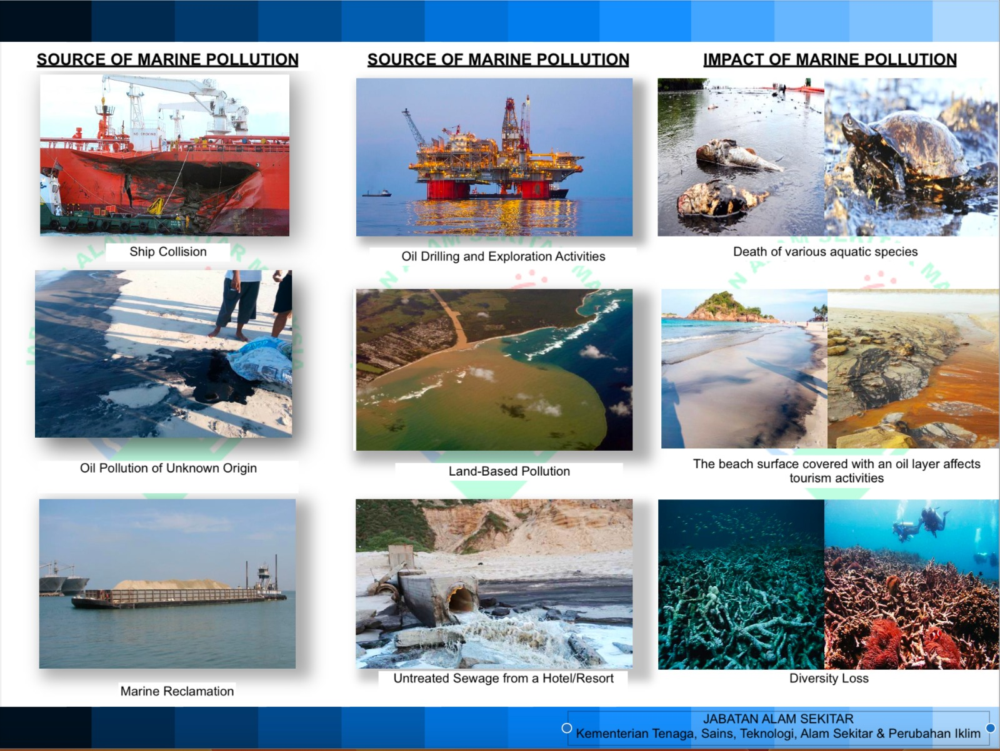 SOURCE OF MARINE POLLUTION
NO SMOKING
Ship Collision
Oil Pollution of Unknown Origin
Marine Reclamation
SOURCE OF MARINE POLLUTION
Oil Drilling and Exploration Activities
Land-Based Pollution
Untreated Sewage from a Hotel/Resort
IMPACT OF MARINE POLLUTION
Death of various aquatic species
The beach surface covered with an oil layer affects
tourism activities
Diversity Loss
JABATAN ALAM SEKITAR
Kementerian Tenaga, Sains, Teknologi, Alam Sekitar & Perubahan Iklim